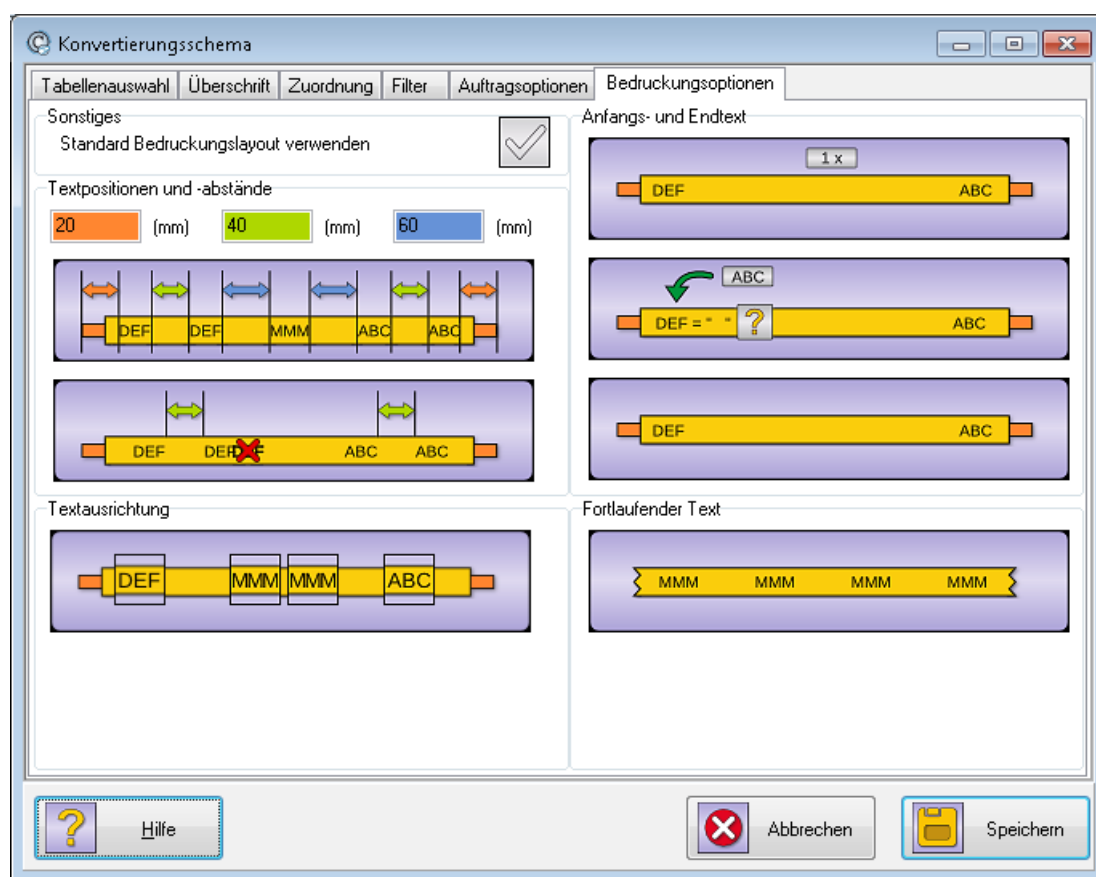 Konvertierungsschema
Tabellenauswahl Überschrift Zuordnung Filter Auftragsoptionen Bedruckungsoptionen
Sonstiges
Standard Bedruckungslayout verwenden
Textpositionen und -abstände
20 (mm) 40 (mm) 60 (mm)
DEF DEF MMM ABC ABC
DEF DEF DEF ABC ABC
Textausrichtung
DEF MMM MMM ABC
Anfangs- und Endtext
1 x
DEF ABC
ABC
DEF = " " ? ABC
DEF ABC
Fortlaufender Text
MMM MMM MMM MMM
? Hilfe Abbrechen Speichern